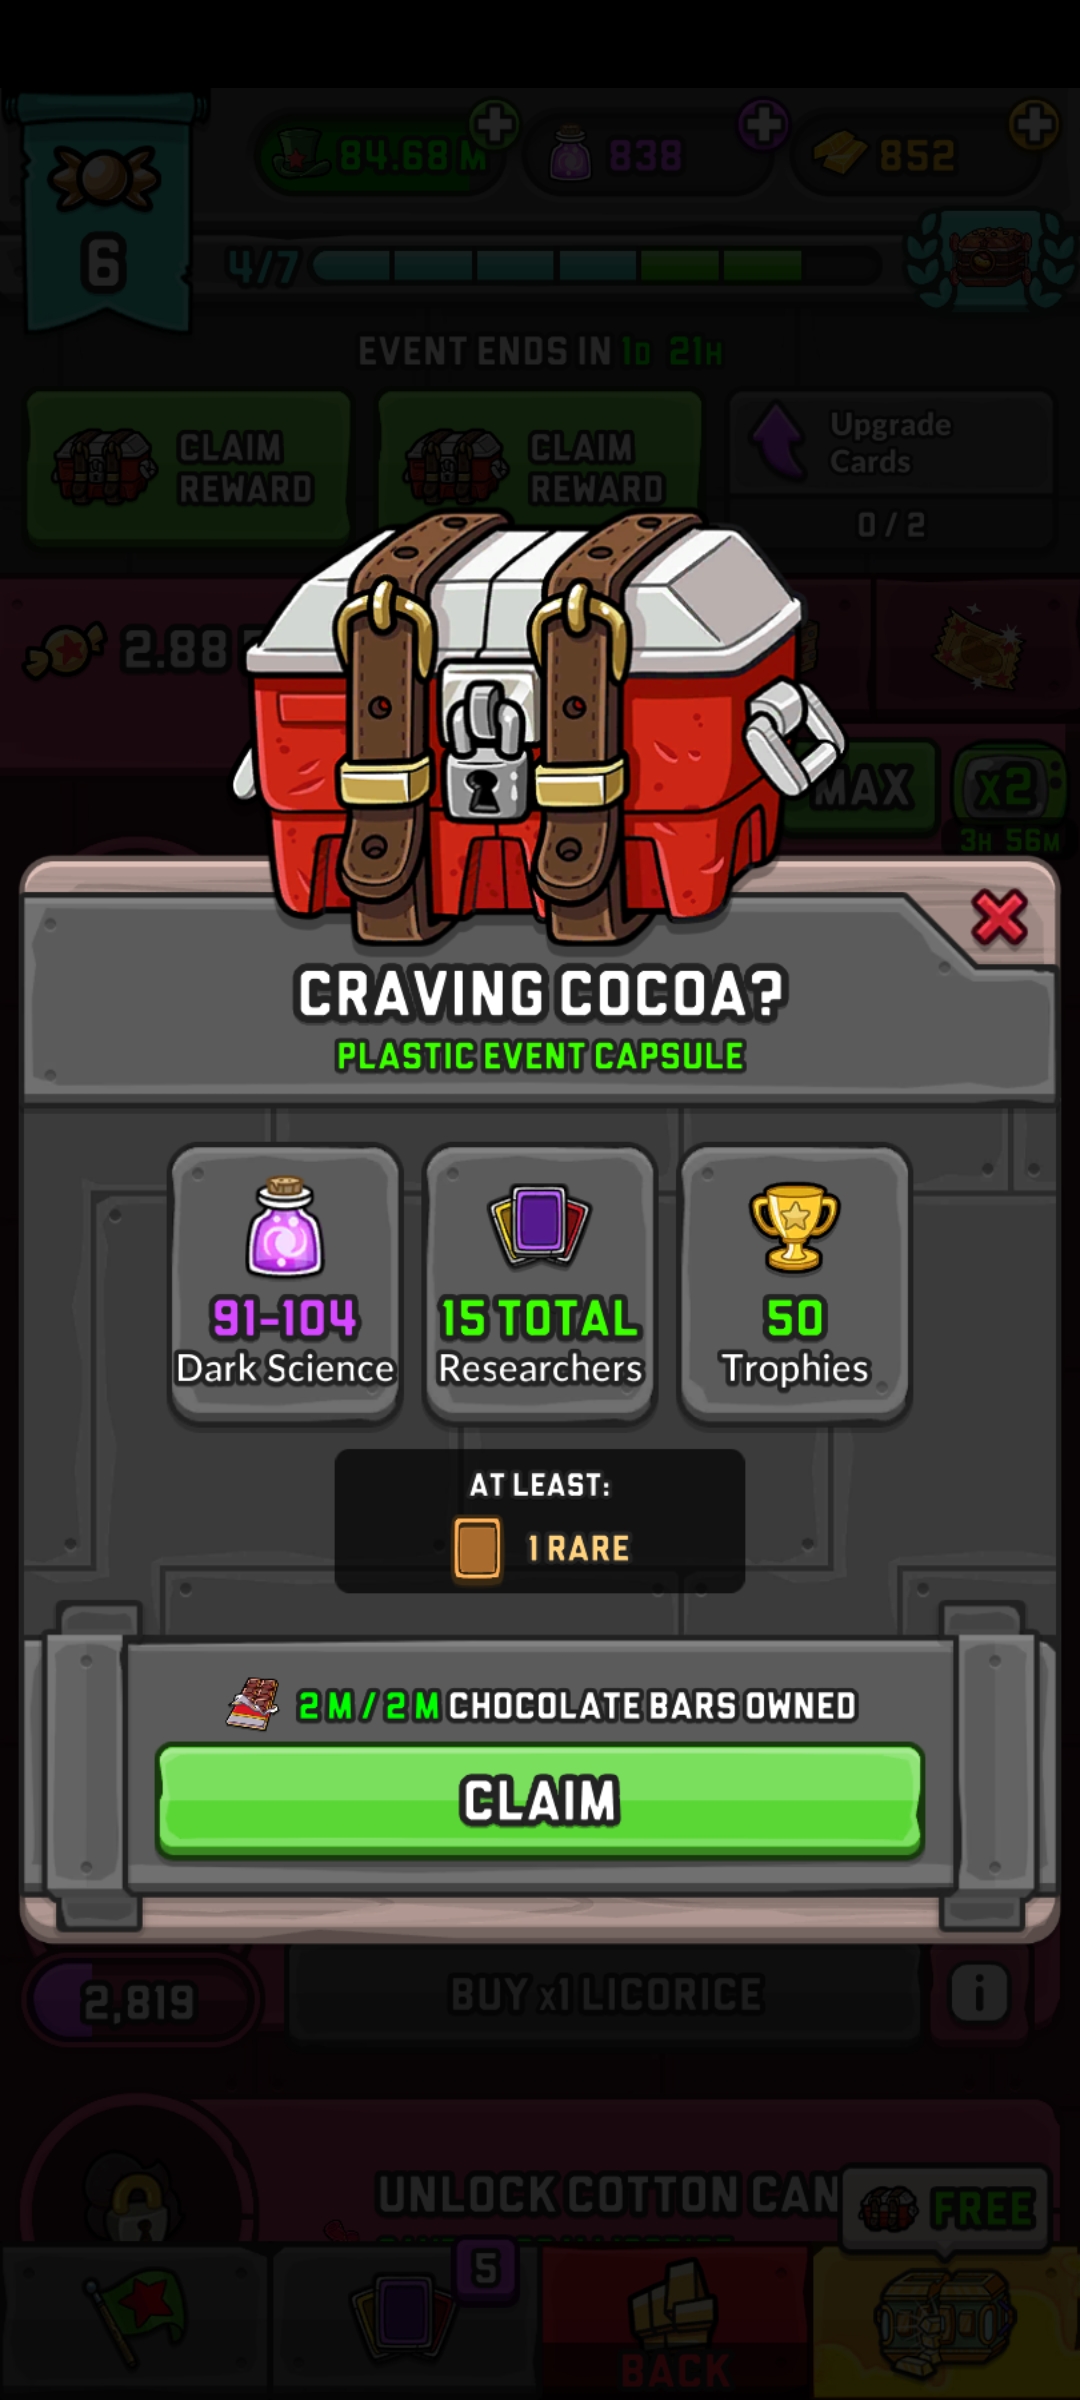 84.68 M
838
852
6
4/7
EVENT ENDS IN 1D 21H
CLAIM REWARD
CLAIM REWARD
Upgrade Cards
0 / 2
2.88
MAX
x2
3H 56M
CRAVING COCOA?
PLASTIC EVENT CAPSULE
91-104
Dark Science
15 TOTAL
Researchers
50
Trophies
AT LEAST:
1 RARE
2 M / 2 M CHOCOLATE BARS OWNED
CLAIM
2,819
BUY x1 LICORICE
i
UNLOCK COTTON CAN
FREE
5
BACK